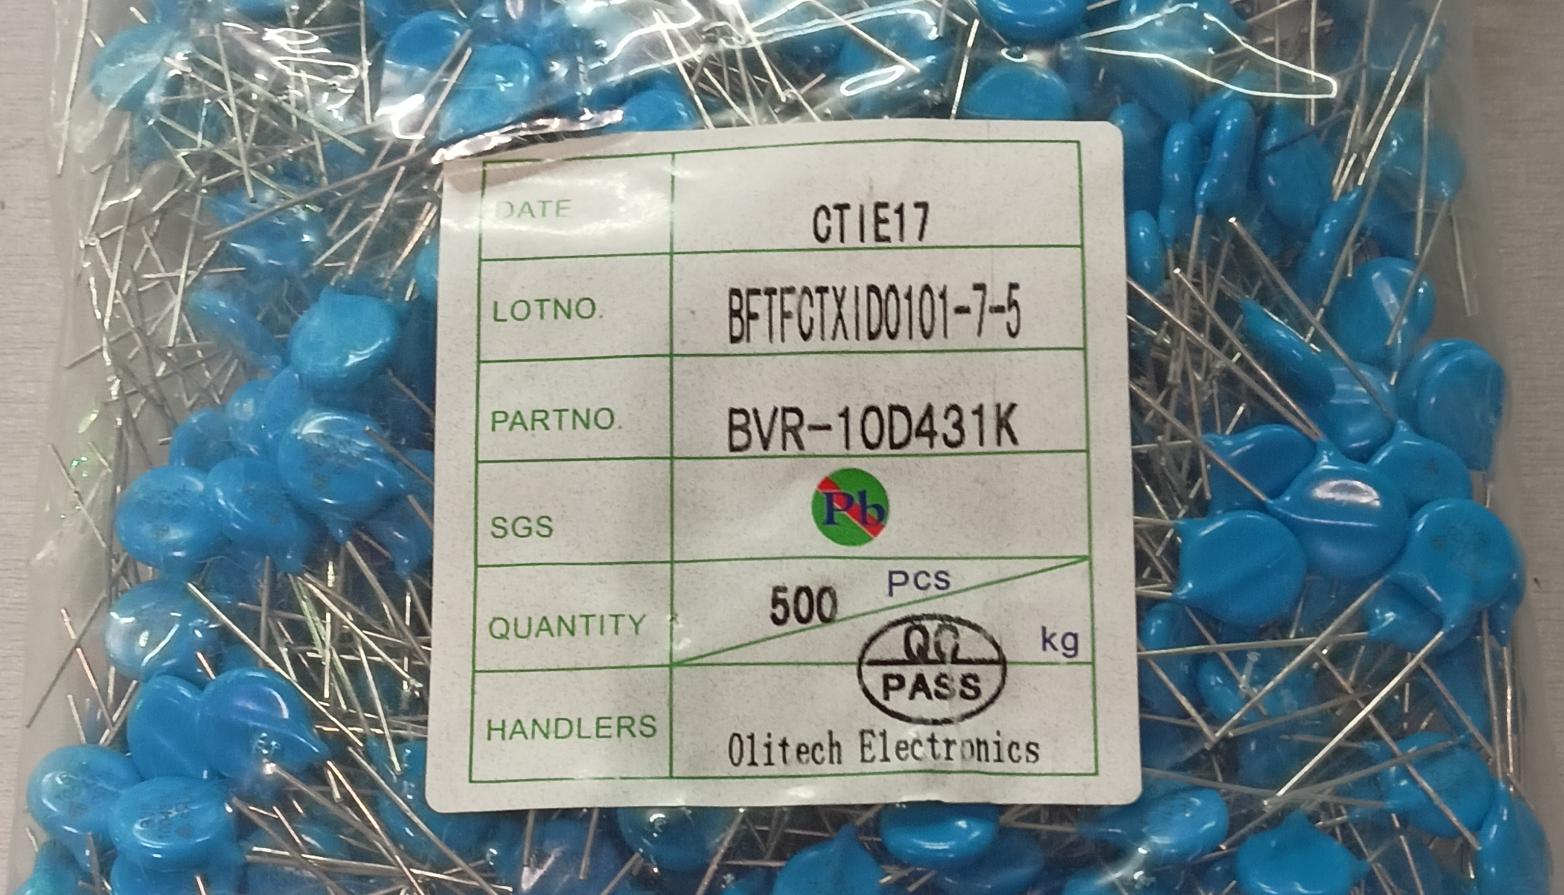 DATE CTIE17
LOTNO. BFTFCTXID0101-7-5
PARTNO. BVR-10D431K
SGS Pb
QUANTITY 500 pcs
kg
QC
PASS
HANDLERS Olitech Electronics